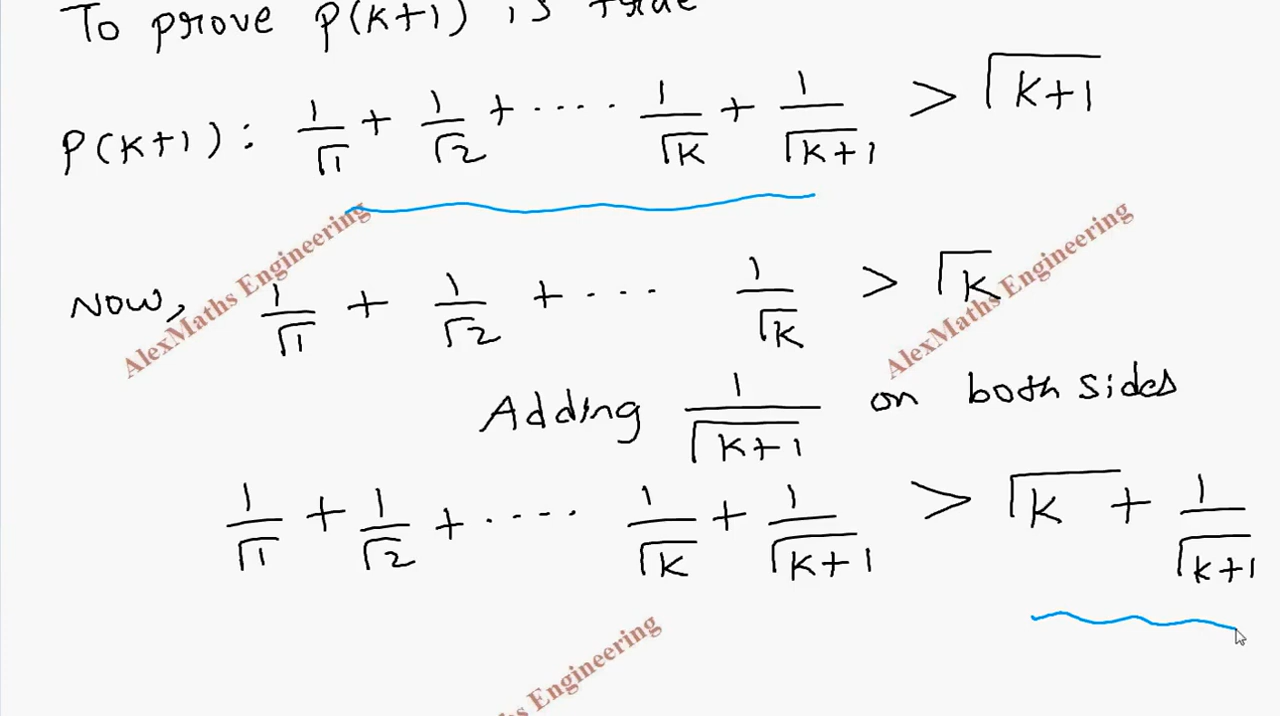 To prove P(k+1) is true
P(k+1) : 1/√1 + 1/√2 + ···· 1/√k + 1/√k+1 > √k+1
AlexMaths Engineering
AlexMaths Engineering
Now, 1/√1 + 1/√2 + ··· 1/√k > √k
Adding 1/√k+1 on both sides
1/√1 + 1/√2 + ···· 1/√k + 1/√k+1 > √k + 1/√k+1
AlexMaths Engineering